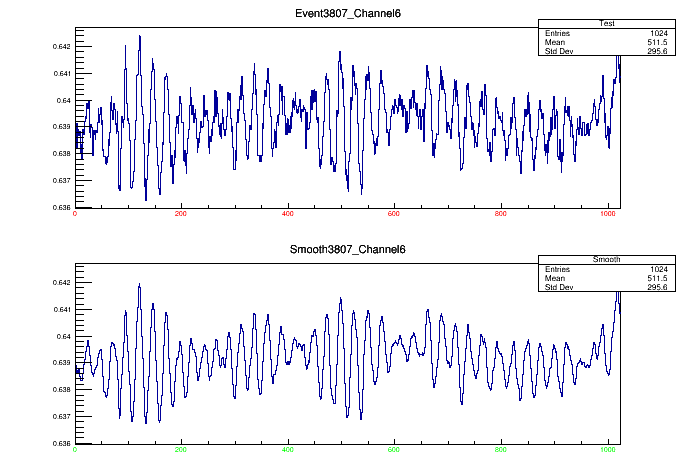 Event3807_Channel6
Test
Entries 1024
Mean 511.5
Std Dev 295.6
0.642
0.641
0.64
0.639
0.638
0.637
0.636
0 200 400 600 800 1000
Smooth3807_Channel6
Smooth
Entries 1024
Mean 511.5
Std Dev 295.6
0.642
0.641
0.64
0.639
0.638
0.637
0.636
0 200 400 600 800 1000